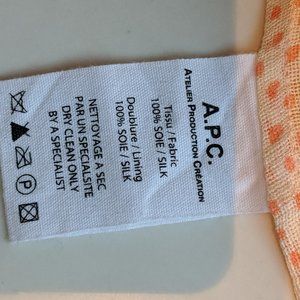 A.P.C.
ATELIER PRODUCTION CRÉATION
Tissu / Fabric
100% SOIE / SILK
Doublure / Lining
100% SOIE / SILK
NETTOYAGE A SEC
PAR UN SPECIALISTE
DRY CLEAN ONLY
BY A SPECIALIST
P